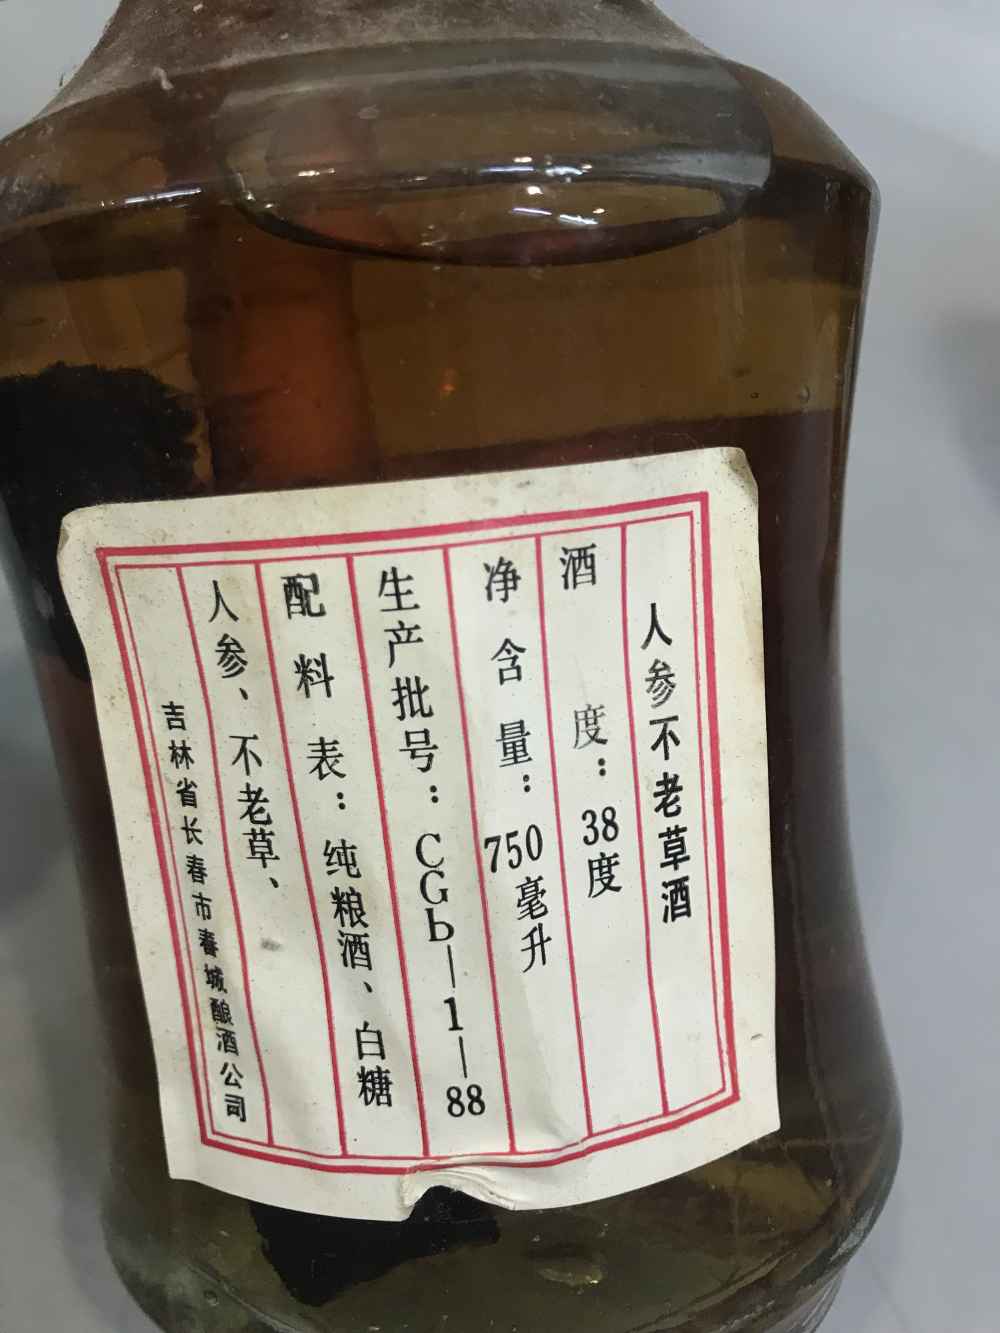 人参不老草酒
酒度：38度
净含量：750毫升
生产批号：CGb—1—88
配料表：纯粮酒、白糖
人参、不老草、
吉林省长春市春城酿酒公司